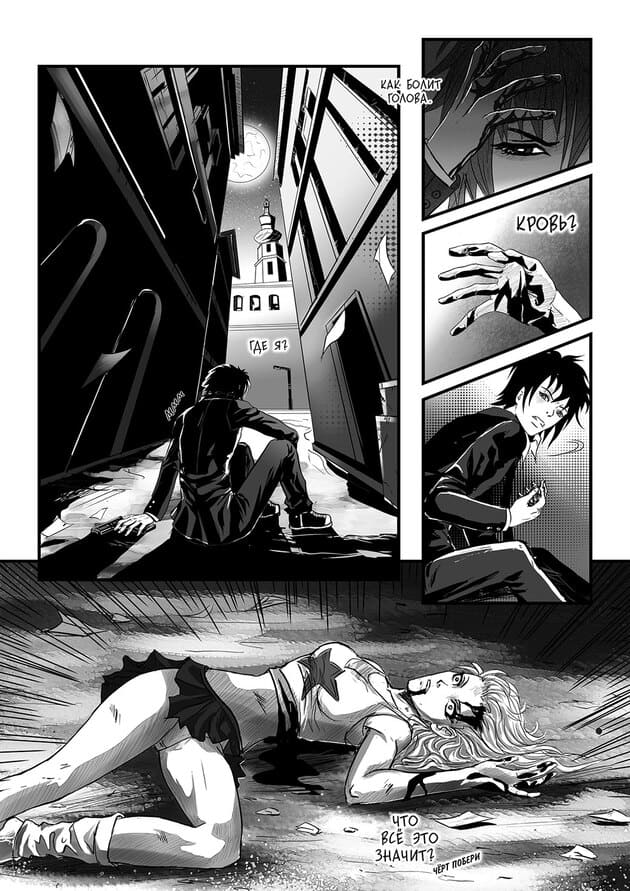 ГДЕ Я?
КАК БОЛИТ
ГОЛОВА.
КРОВЬ?
ЧТО
ВСЁ ЭТО
ЗНАЧИТ?
ЧЁРТ ПОБЕРИ